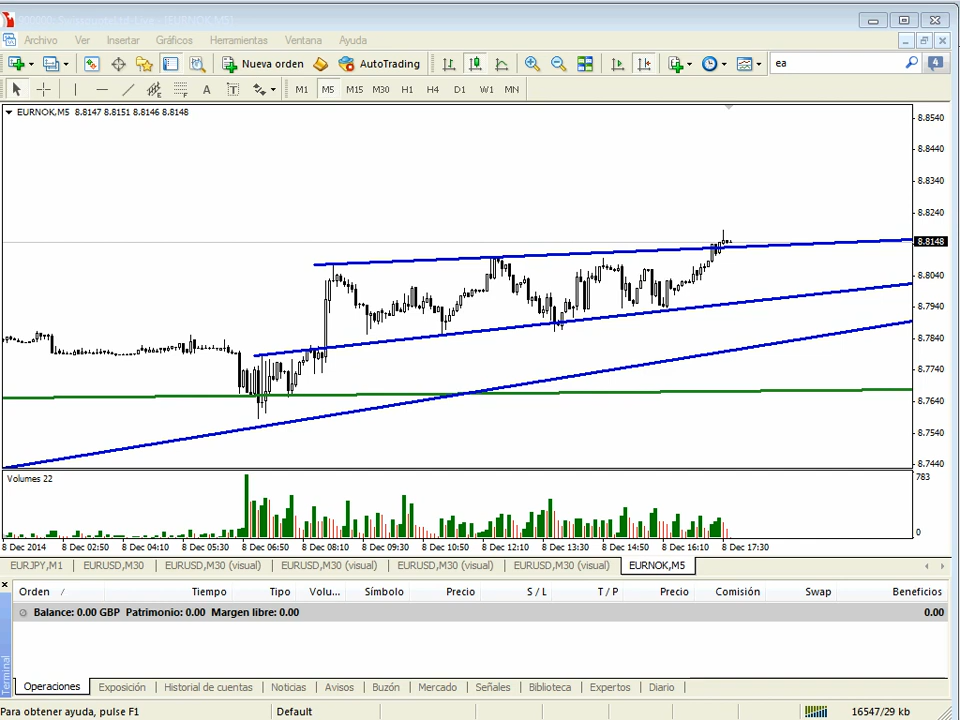 Archivo Ver Insertar Gráficos Herramientas Ventana Ayuda
Nueva orden AutoTrading ea 4
A T M1 M5 M15 M30 H1 H4 D1 W1 MN
EURNOK,M5 8.8147 8.8151 8.8146 8.8148
8.8540
8.8440
8.8340
8.8240
8.8148
8.8040
8.7940
8.7840
8.7740
8.7640
8.7540
8.7440
Volumes 22
783
0
8 Dec 2014 8 Dec 02:50 8 Dec 04:10 8 Dec 05:30 8 Dec 06:50 8 Dec 08:10 8 Dec 09:30 8 Dec 10:50 8 Dec 12:10 8 Dec 13:30 8 Dec 14:50 8 Dec 16:10 8 Dec 17:30
EURJPY,M1 EURUSD,M30 EURUSD,M30 (visual) EURUSD,M30 (visual) EURUSD,M30 (visual) EURUSD,M30 (visual) EURNOK,M5
Orden / Tiempo Tipo Volu... Símbolo Precio S / L T / P Precio Comisión Swap Beneficios
Balance: 0.00 GBP Patrimonio: 0.00 Margen libre: 0.00 0.00
Terminal
Operaciones Exposición Historial de cuentas Noticias Avisos Buzón Mercado Señales Biblioteca Expertos Diario
Para obtener ayuda, pulse F1 Default 16547/29 kb